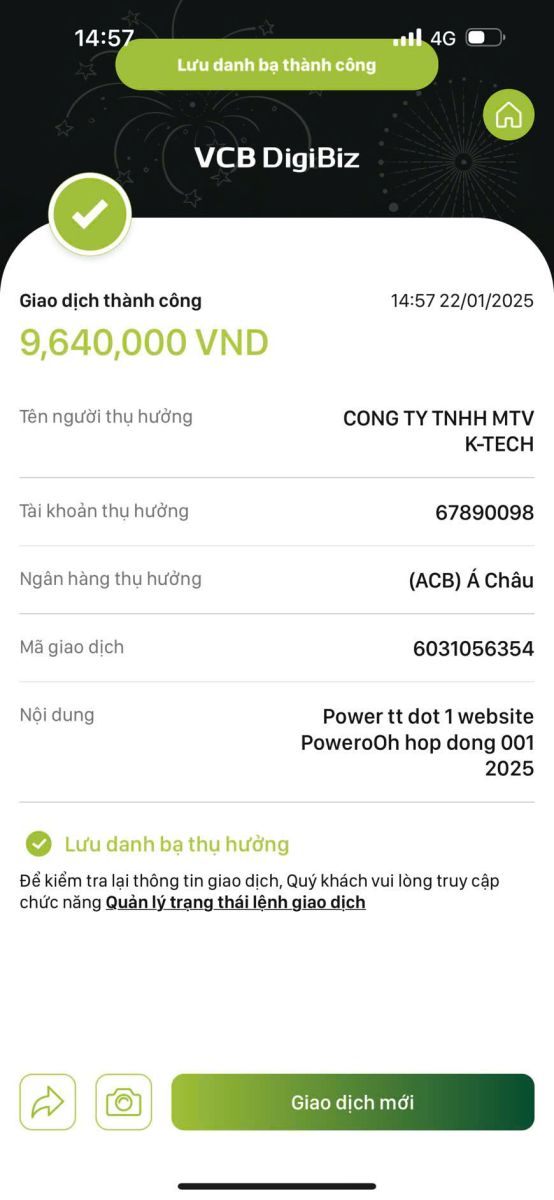 14:57
4G
Lưu danh bạ thành công
VCB DigiBiz
Giao dịch thành công
14:57 22/01/2025
9,640,000 VND
Tên người thụ hưởng
CONG TY TNHH MTV
K-TECH
Tài khoản thụ hưởng
67890098
Ngân hàng thụ hưởng
(ACB) Á Châu
Mã giao dịch
6031056354
Nội dung
Power tt dot 1 website
PoweroOh hop dong 001
2025
Lưu danh bạ thụ hưởng
Để kiểm tra lại thông tin giao dịch, Quý khách vui lòng truy cập
chức năng Quản lý trạng thái lệnh giao dịch
Giao dịch mới